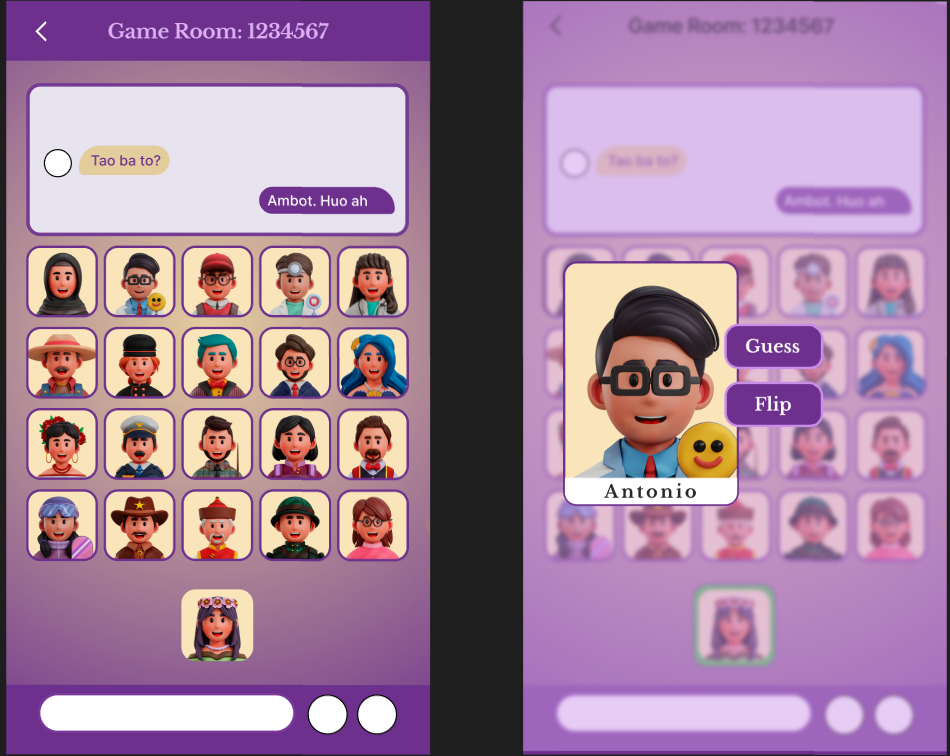 Game Room: 1234567
Tao ba to?
Ambot. Huo ah
Game Room: 1234567
Tao ba to?
Ambot. Huo ah
Guess
Flip
Antonio